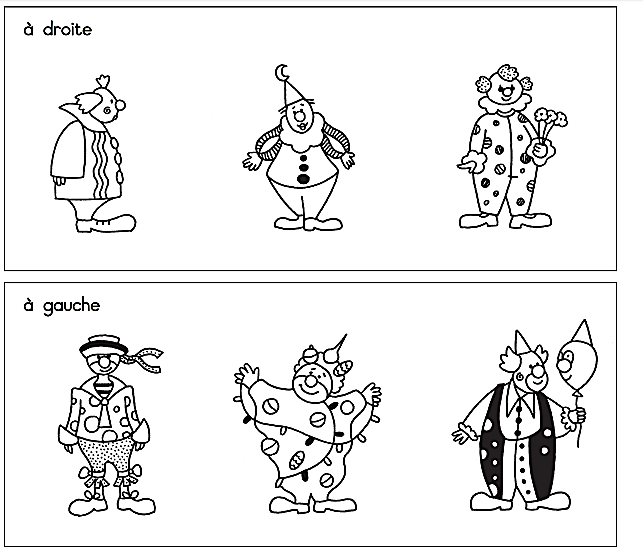 à droite
à gauche